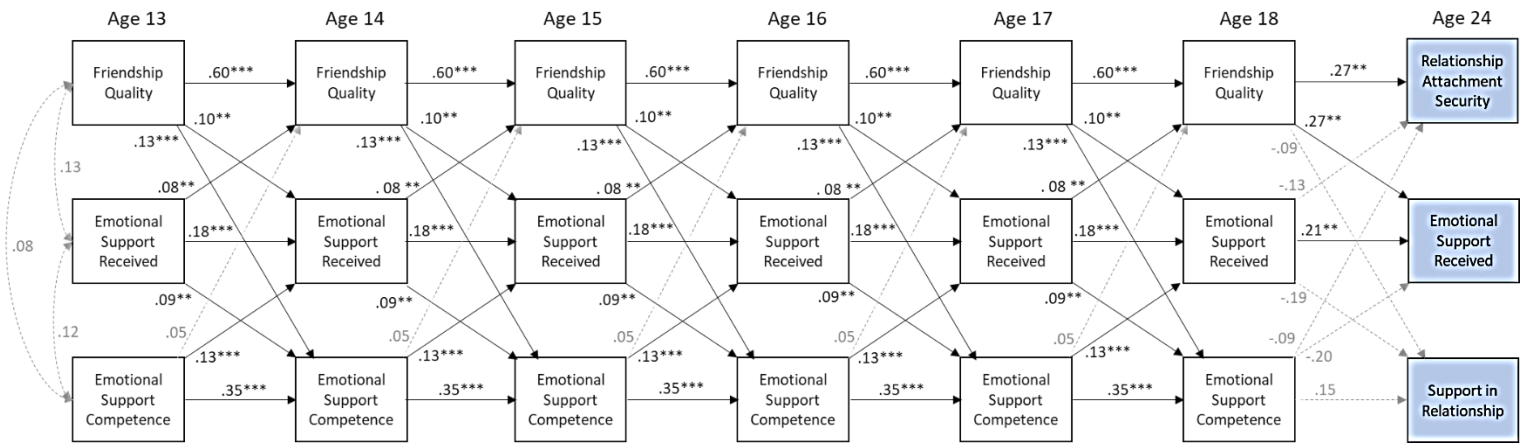 Age 13 Age 14 Age 15 Age 16 Age 17 Age 18 Age 24
Friendship Quality Friendship Quality Friendship Quality Friendship Quality Friendship Quality Friendship Quality Relationship Attachment Security
.60*** .60*** .60*** .60*** .60*** .27**
.10** .10** .10** .10** .10** .27**
.13*** .13*** .13*** .13*** .13*** -.09
.13
.08** .08** .08** .08** .08** -.13
Emotional Support Received Emotional Support Received Emotional Support Received Emotional Support Received Emotional Support Received Emotional Support Received Emotional Support Received
.08 .18*** .18*** .18*** .18*** .18*** .21**
.09** .09** .09** .09** .09** -.19
.12 .05 .05 .05 .05 .05 -.09
.13*** .13*** .13*** .13*** .13*** -.20
Emotional Support Competence Emotional Support Competence Emotional Support Competence Emotional Support Competence Emotional Support Competence Emotional Support Competence Support in Relationship
.35*** .35*** .35*** .35*** .35*** .15